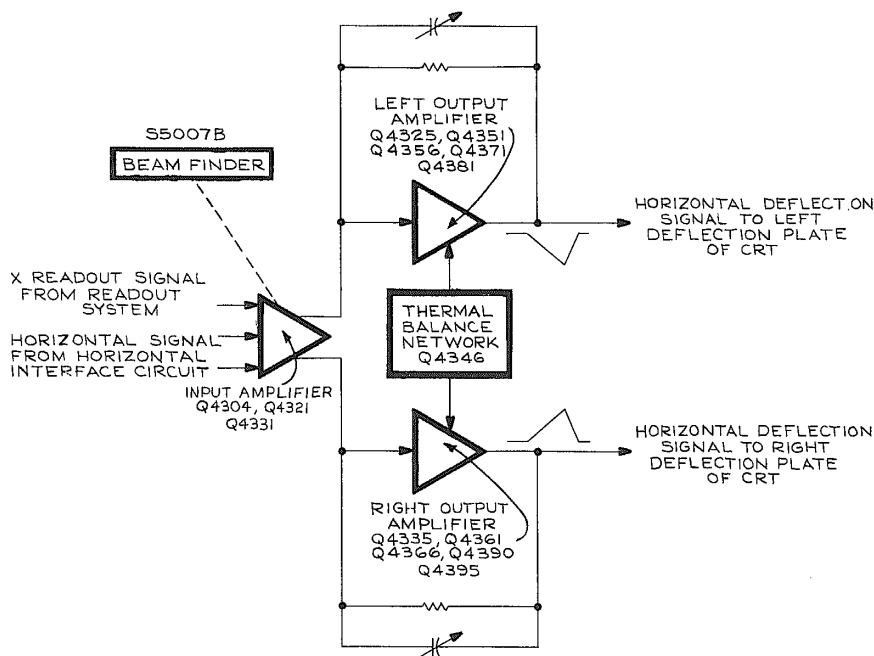 S5007B
BEAM FINDER
LEFT OUTPUT
AMPLIFIER
Q4325, Q4351
Q4356, Q4371
Q4381
HORIZONTAL DEFLECT.ON
SIGNAL TO LEFT
DEFLECTION PLATE
OF CRT
X READOUT SIGNAL
FROM READOUT
SYSTEM
HORIZONTAL SIGNAL
FROM HORIZONTAL
INTERFACE CIRCUIT
INPUT AMPLIFIER
Q4304, Q4321
Q4331
THERMAL
BALANCE
NETWORK
Q4346
HORIZONTAL DEFLECTION
SIGNAL TO RIGHT
DEFLECTION PLATE
OF CRT
RIGHT OUTPUT
AMPLIFIER
Q4335, Q4361
Q4366, Q4390
Q4395